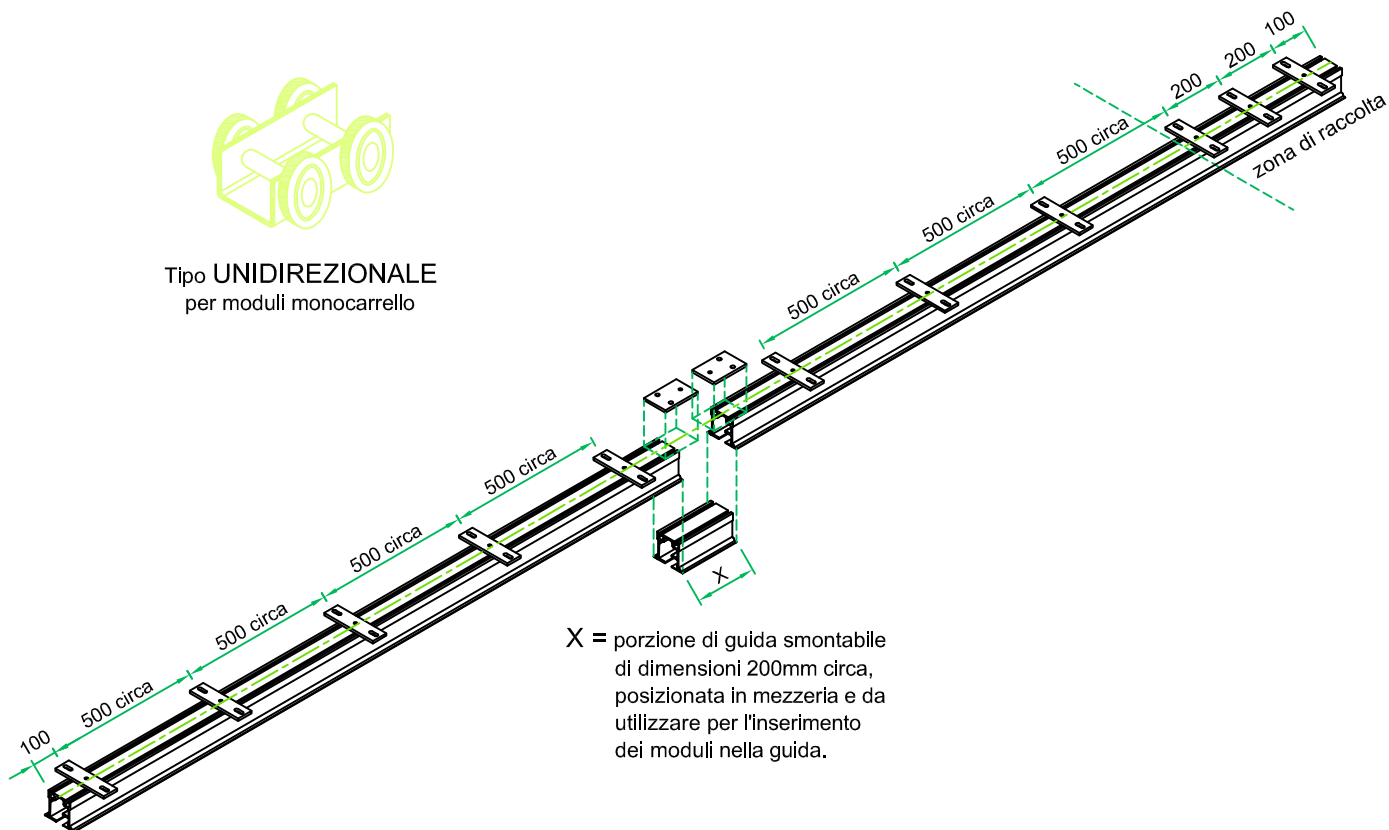 Tipo UNIDIREZIONALE
per moduli monocarrello
100
200
200
500 circa
500 circa
500 circa
zona di raccolta
500 circa
500 circa
500 circa
500 circa
100
X
X = porzione di guida smontabile
di dimensioni 200mm circa,
posizionata in mezzeria e da
utilizzare per l'inserimento
dei moduli nella guida.